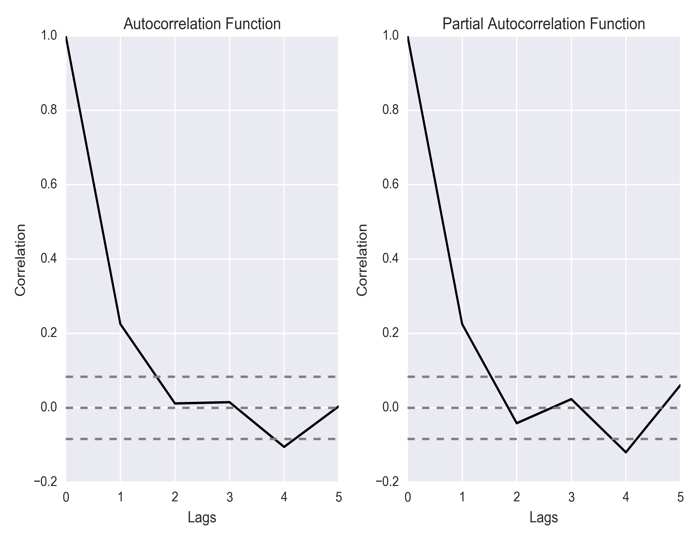 Autocorrelation Function
1.0
0.8
0.6
0.4
0.2
0.0
−0.2
Correlation
0 1 2 3 4 5
Lags
Partial Autocorrelation Function
1.0
0.8
0.6
0.4
0.2
0.0
−0.2
Correlation
0 1 2 3 4 5
Lags